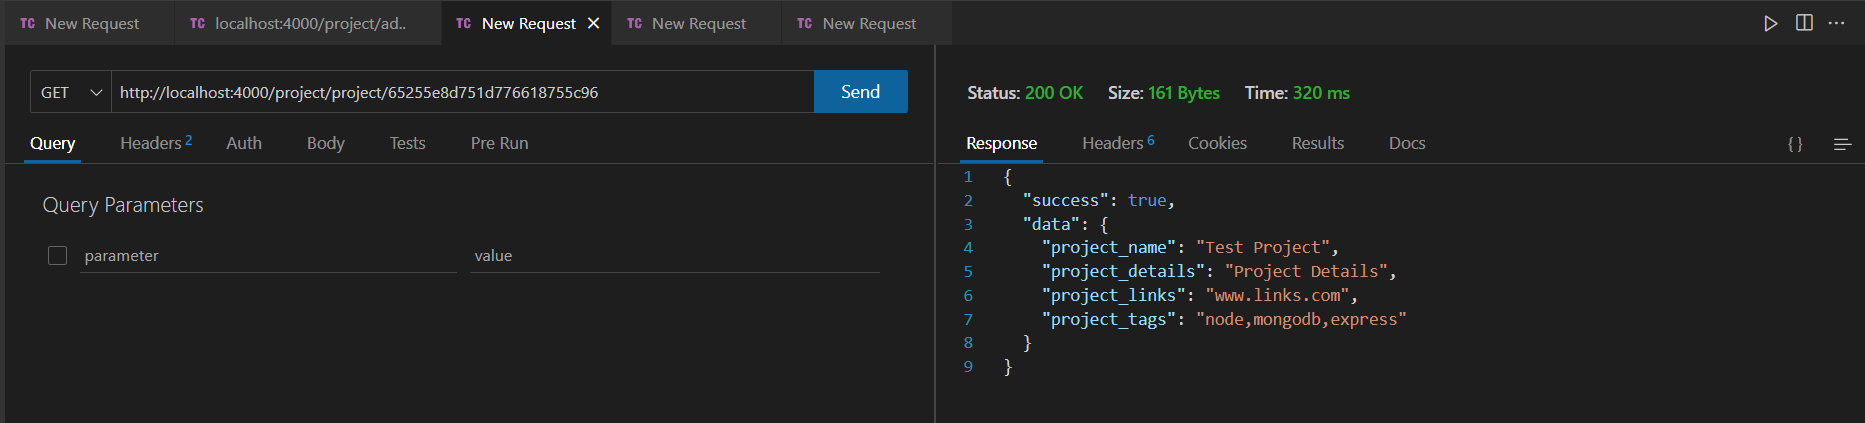 TC New Request TC localhost:4000/project/ad.. TC New Request TC New Request TC New Request
GET http://localhost:4000/project/project/65255e8d751d776618755c96 Send
Query Headers 2 Auth Body Tests Pre Run
Query Parameters
parameter value
Status: 200 OK Size: 161 Bytes Time: 320 ms
Response Headers 6 Cookies Results Docs { }
1 {
2 "success": true,
3 "data": {
4 "project_name": "Test Project",
5 "project_details": "Project Details",
6 "project_links": "www.links.com",
7 "project_tags": "node,mongodb,express"
8 }
9 }